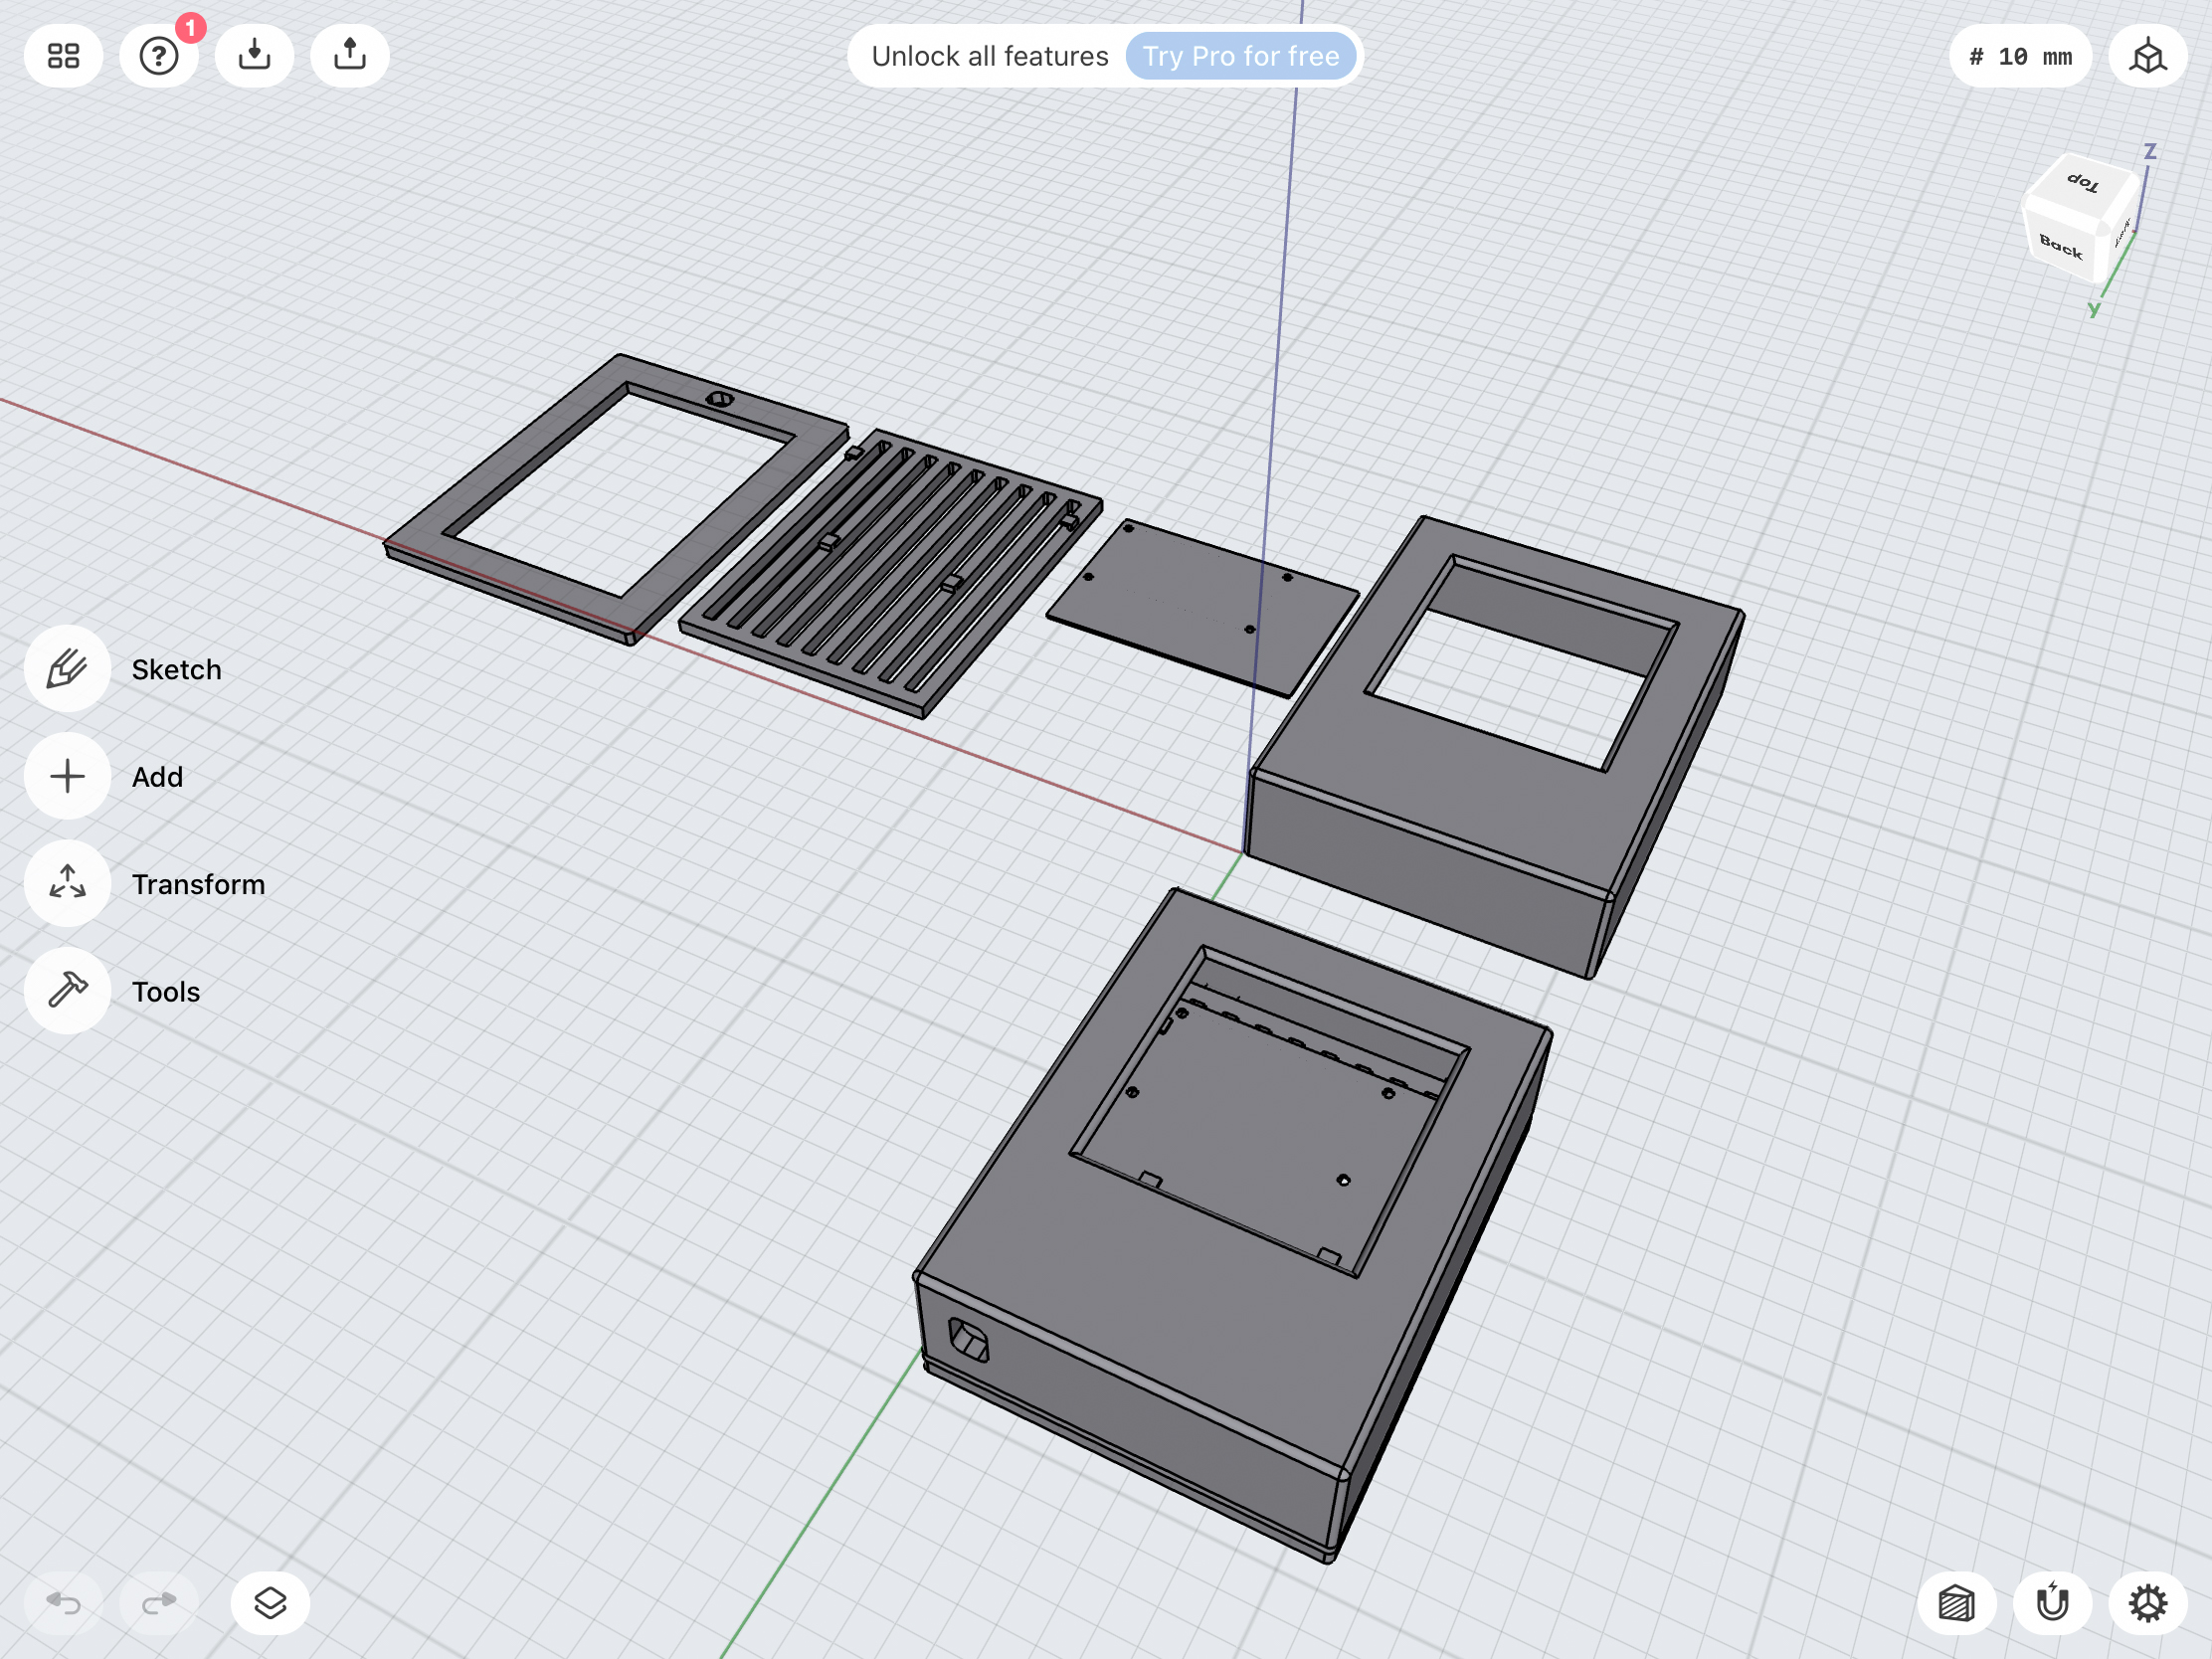 1
Unlock all features Try Pro for free
# 10 mm
Z
Top
Back
Y
Sketch
Add
Transform
Tools